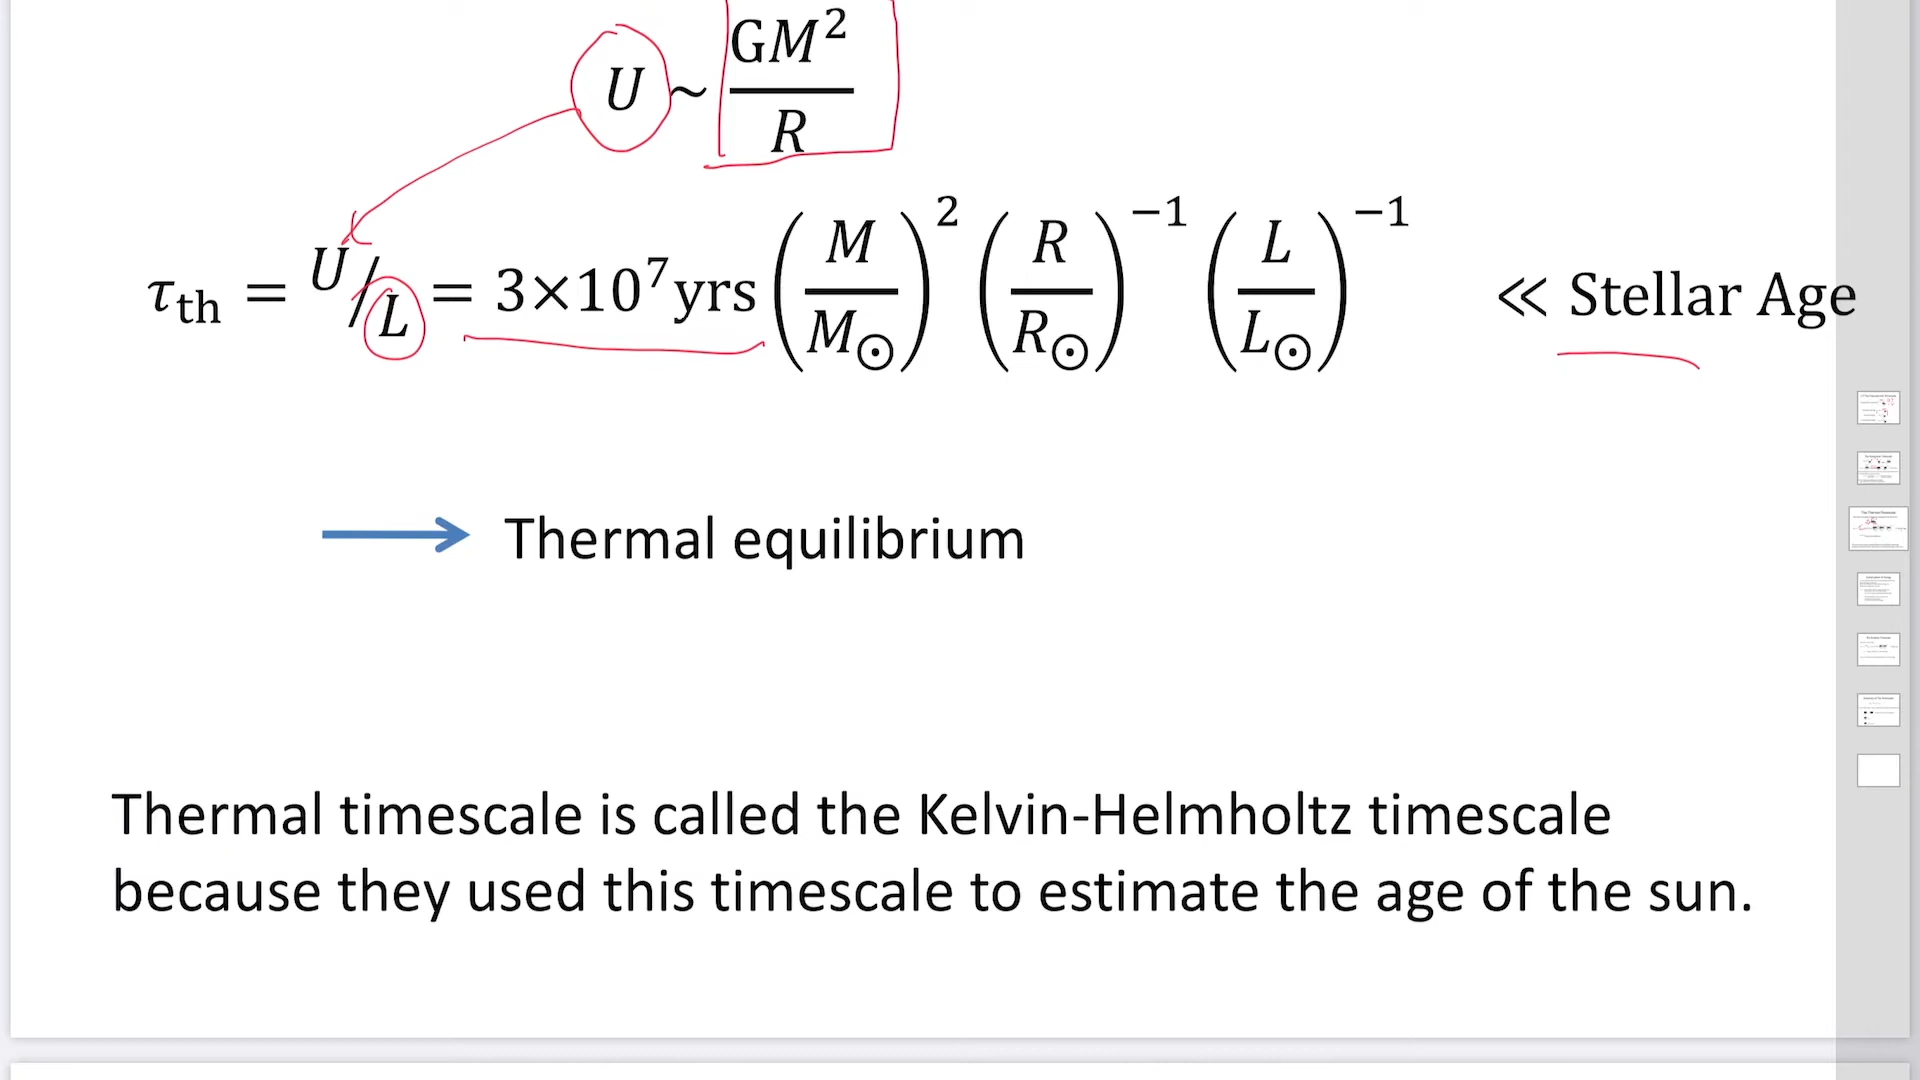 U ~ GM² / R
τth = U/L = 3×10⁷yrs (M/M⊙)² (R/R⊙)⁻¹ (L/L⊙)⁻¹ ≪ Stellar Age
Thermal equilibrium
Thermal timescale is called the Kelvin-Helmholtz timescale
because they used this timescale to estimate the age of the sun.